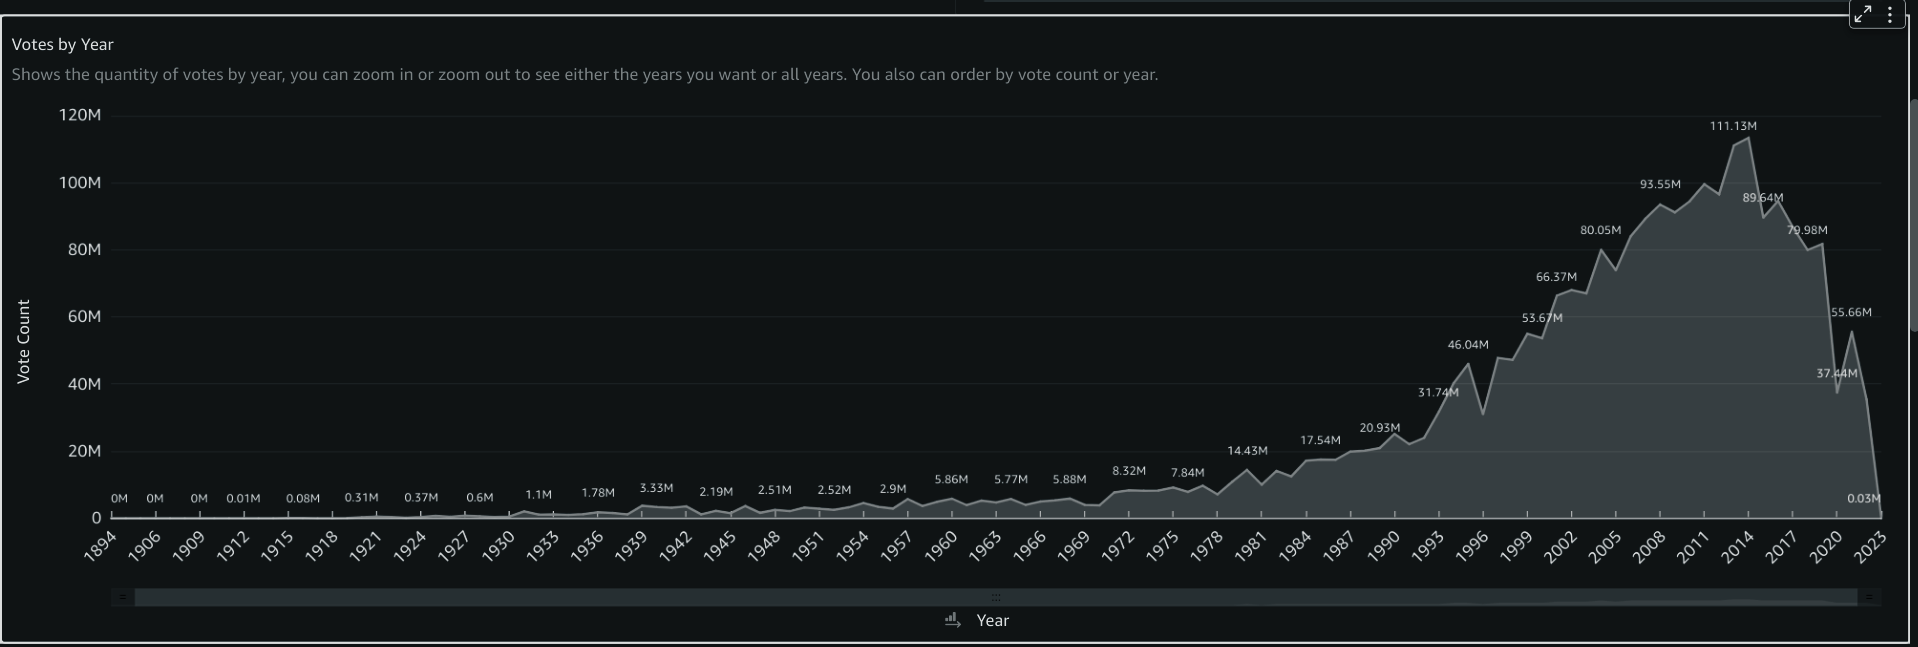 Votes by Year
Shows the quantity of votes by year, you can zoom in or zoom out to see either the years you want or all years. You also can order by vote count or year.
120M
100M
80M
60M
40M
20M
0
Vote Count
0M 0M 0M 0.01M 0.08M 0.31M 0.37M 0.6M 1.1M 1.78M 3.33M 2.19M 2.51M 2.52M 2.9M 5.86M 5.77M 5.88M 8.32M 7.84M 14.43M 17.54M 20.93M 31.74M 46.04M 53.67M 66.37M 80.05M 93.55M 111.13M 89.64M 79.98M 37.44M 55.66M 0.03M
1894 1906 1909 1912 1915 1918 1921 1924 1927 1930 1933 1936 1939 1942 1945 1948 1951 1954 1957 1960 1963 1966 1969 1972 1975 1978 1981 1984 1987 1990 1993 1996 1999 2002 2005 2008 2011 2014 2017 2020 2023
Year